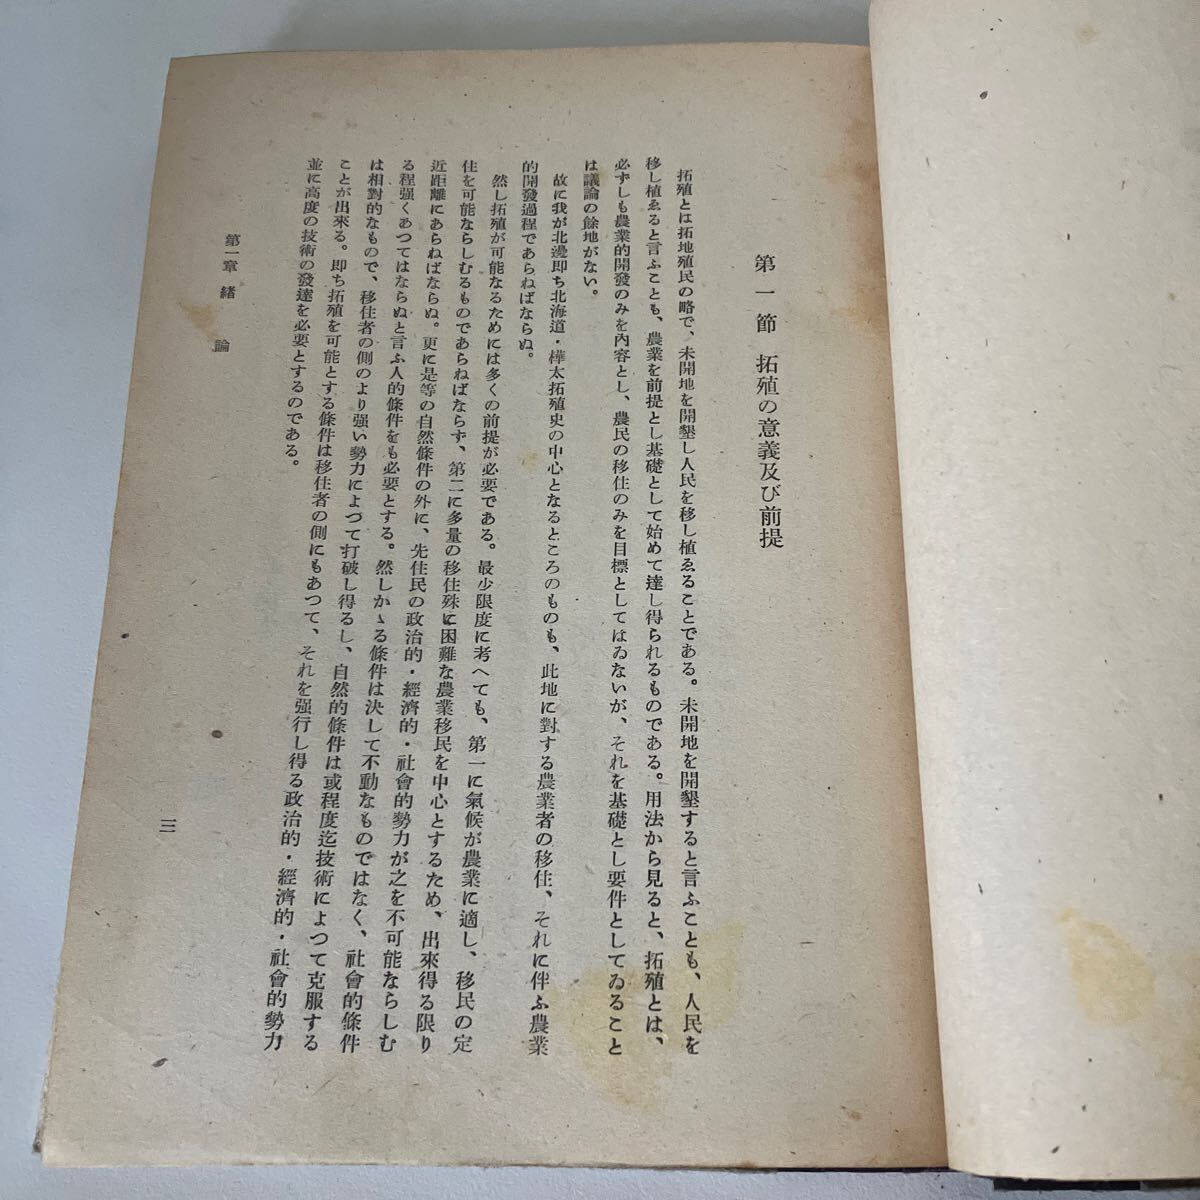 第一節　拓殖の意義及び前提
拓殖とは拓地殖民の略で、未開地を開墾し人民を移し植ゑることである。未開地を開墾すると言ふことも、人民を
移し植ゑると言ふことも、農業を前提とし基礎として始めて達し得られるものである。用法から見ると、拓殖とは、
必ずしも農業的開發のみを內容とし、農民の移住のみを目標としてはゐないが、それを基礎とし要件としてゐること
は議論の餘地がない。
故に我が北邊卽ち北海道・樺太拓殖史の中心となるところのものも、此地に對する農業者の移住、それに伴ふ農業
的開發過程であらねばならぬ。
然し拓殖が可能なるためには多くの前提が必要である。最少限度に考へても、第一に氣候が農業に適し、移民の定
住を可能ならしむるものであらねばならず、第二に多量の移住殊に困難な農業移民を中心とするため、出來得る限り
近距離にあらねばならぬ。更に是等の自然條件の外に、先住民の政治的・經濟的・社會的勢力が之を不可能ならしむ
る程强くあつてはならぬと言ふ人的條件をも必要とする。然しかゝる條件は決して不動なものではなく、社會的條件
は相對的なもので、移住者の側のより强い勢力によつて打破し得るし、自然的條件は或程度迄技術によつて克服する
ことが出來る。卽ち拓殖を可能とする條件は移住者の側にもあつて、それを强行し得る政治的・經濟的・社會的勢力
並に高度の技術の發達を必要とするのである。
第一章　緖　論
三